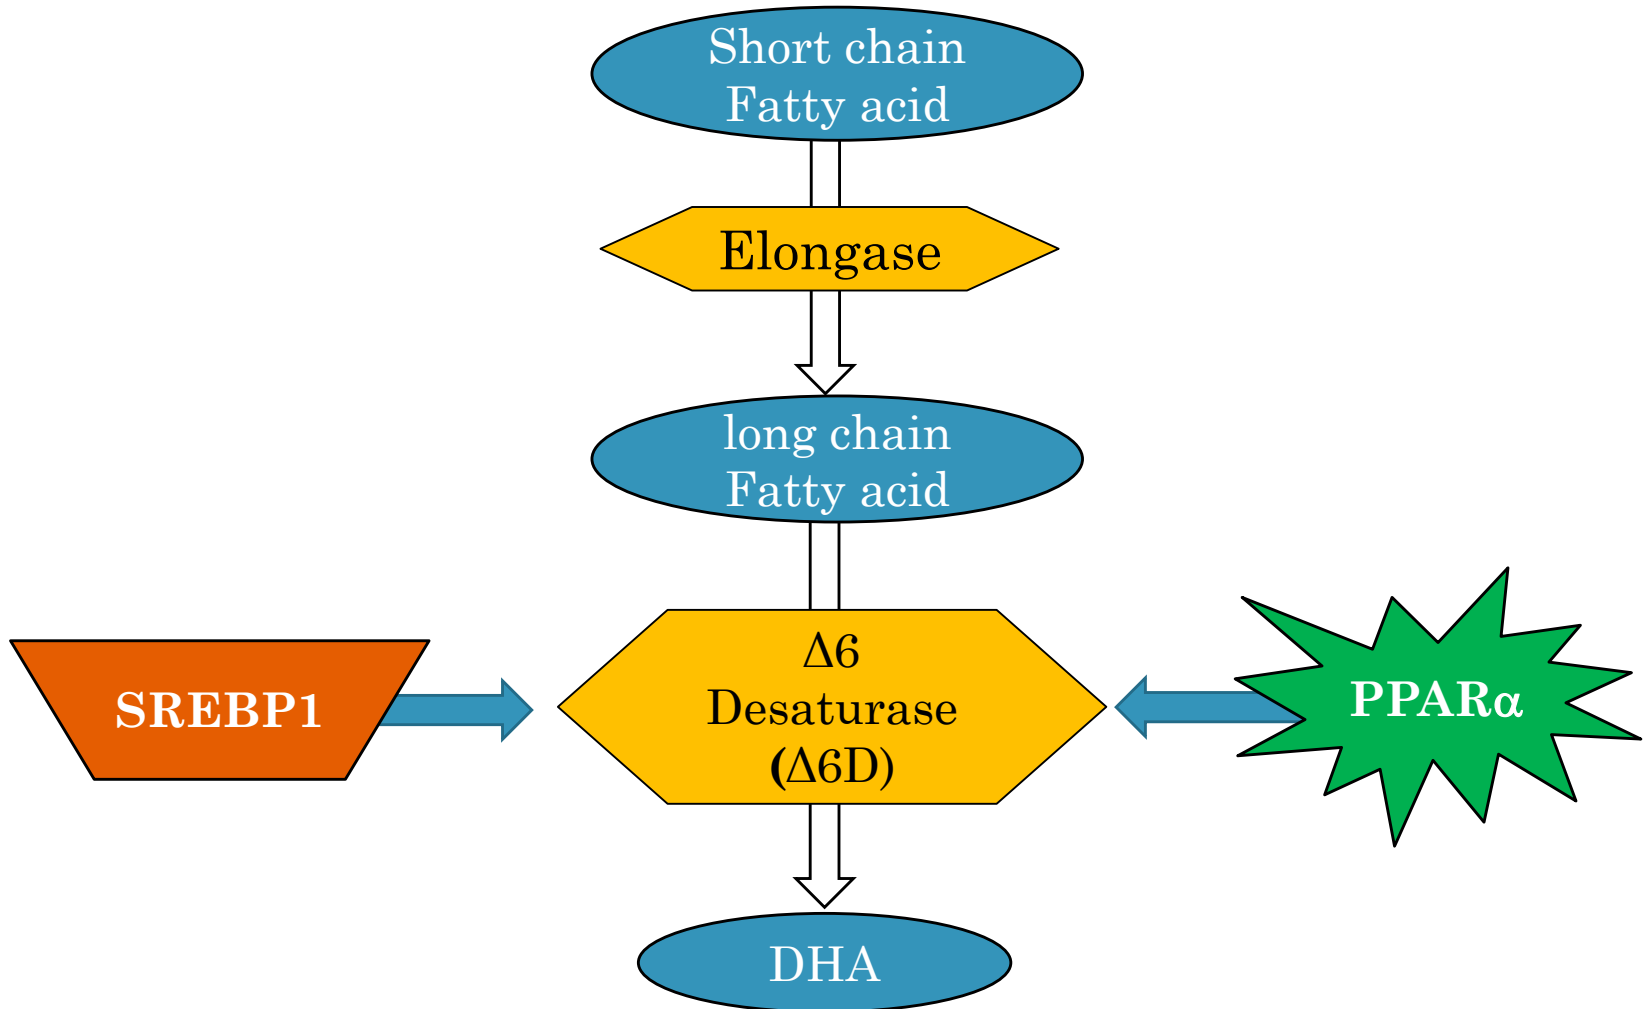 Short chain
Fatty acid
Elongase
long chain
Fatty acid
SREBP1
Δ6
Desaturase
(Δ6D)
PPARα
DHA